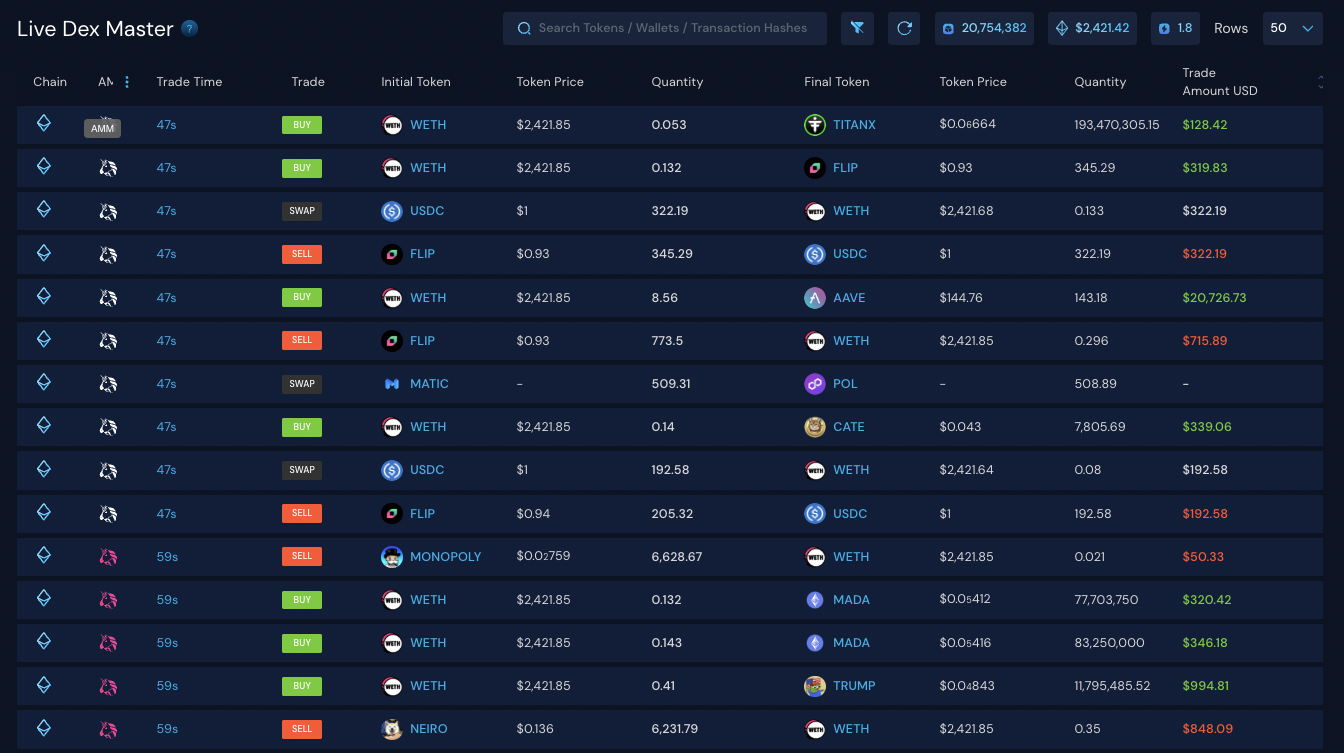 Live Dex Master ?
Search Tokens / Wallets / Transaction Hashes
20,754,382 $2,421.42 1.8 Rows 50
Chain AM Trade Time Trade Initial Token Token Price Quantity Final Token Token Price Quantity Trade Amount USD
AMM 47s BUY WETH $2,421.85 0.053 TITANX $0.0₆664 193,470,305.15 $128.42
47s BUY WETH $2,421.85 0.132 FLIP $0.93 345.29 $319.83
47s SWAP USDC $1 322.19 WETH $2,421.68 0.133 $322.19
47s SELL FLIP $0.93 345.29 USDC $1 322.19 $322.19
47s BUY WETH $2,421.85 8.56 AAVE $144.76 143.18 $20,726.73
47s SELL FLIP $0.93 773.5 WETH $2,421.85 0.296 $715.89
47s SWAP MATIC - 509.31 POL - 508.89 -
47s BUY WETH $2,421.85 0.14 CATE $0.043 7,805.69 $339.06
47s SWAP USDC $1 192.58 WETH $2,421.64 0.08 $192.58
47s SELL FLIP $0.94 205.32 USDC $1 192.58 $192.58
59s SELL MONOPOLY $0.0₂759 6,628.67 WETH $2,421.85 0.021 $50.33
59s BUY WETH $2,421.85 0.132 MADA $0.0₅412 77,703,750 $320.42
59s BUY WETH $2,421.85 0.143 MADA $0.0₅416 83,250,000 $346.18
59s BUY WETH $2,421.85 0.41 TRUMP $0.0₄843 11,795,485.52 $994.81
59s SELL NEIRO $0.136 6,231.79 WETH $2,421.85 0.35 $848.09